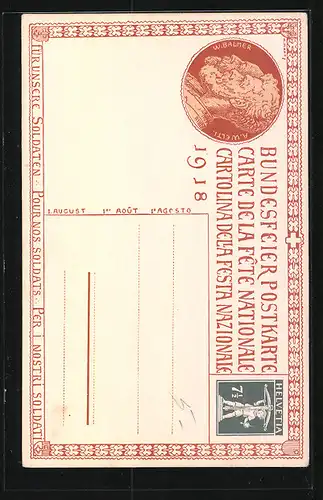 W. BALMER
A. WELTI.
BUNDESFEIER POSTKARTE
CARTE DE LA FÊTE NATIONALE
CARTOLINA DELLA FESTA NAZIONALE
1918
1. AUGUST 1ER AOÛT 1º AGOSTO
HELVETIA
7½
FÜR UNSERE SOLDATEN · POUR NOS SOLDATS · PER I NOSTRI SOLDATI